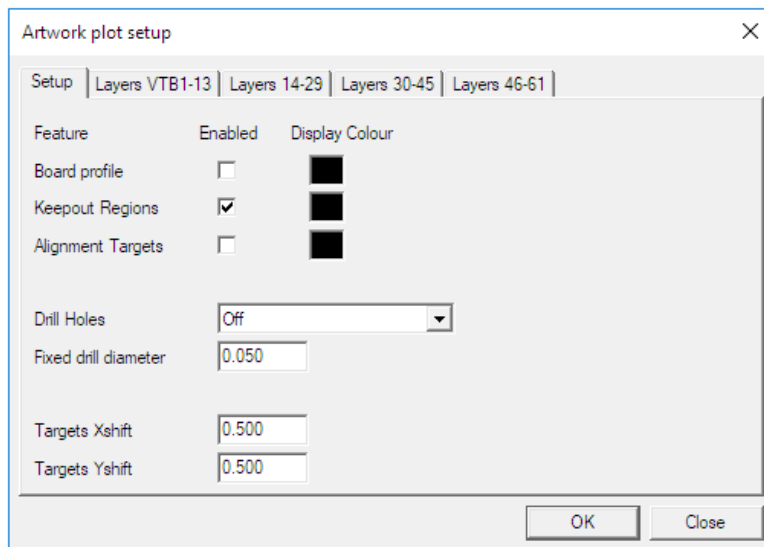 Artwork plot setup
Setup Layers VTB1-13 Layers 14-29 Layers 30-45 Layers 46-61
Feature Enabled Display Colour
Board profile
Keepout Regions
Alignment Targets
Drill Holes Off
Fixed drill diameter 0.050
Targets Xshift 0.500
Targets Yshift 0.500
OK Close